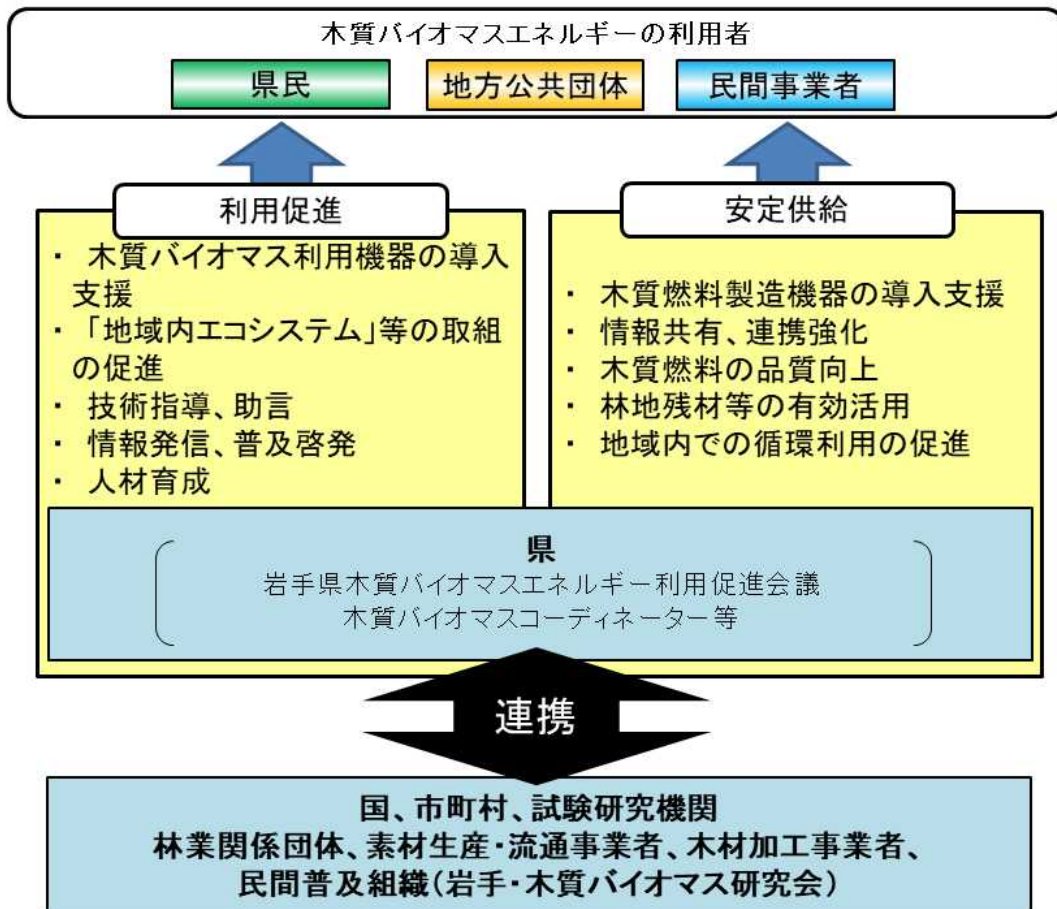 木質バイオマスエネルギーの利用者
県民
地方公共団体
民間事業者
利用促進
・ 木質バイオマス利用機器の導入
支援
・「地域内エコシステム」等の取組
の促進
・ 技術指導、助言
・ 情報発信、普及啓発
・ 人材育成
安定供給
・ 木質燃料製造機器の導入支援
・ 情報共有、連携強化
・ 木質燃料の品質向上
・ 林地残材等の有効活用
・ 地域内での循環利用の促進
県
岩手県木質バイオマスエネルギー利用促進会議
木質バイオマスコーディネーター等
連携
国、市町村、試験研究機関
林業関係団体、素材生産・流通事業者、木材加工事業者、
民間普及組織(岩手・木質バイオマス研究会)